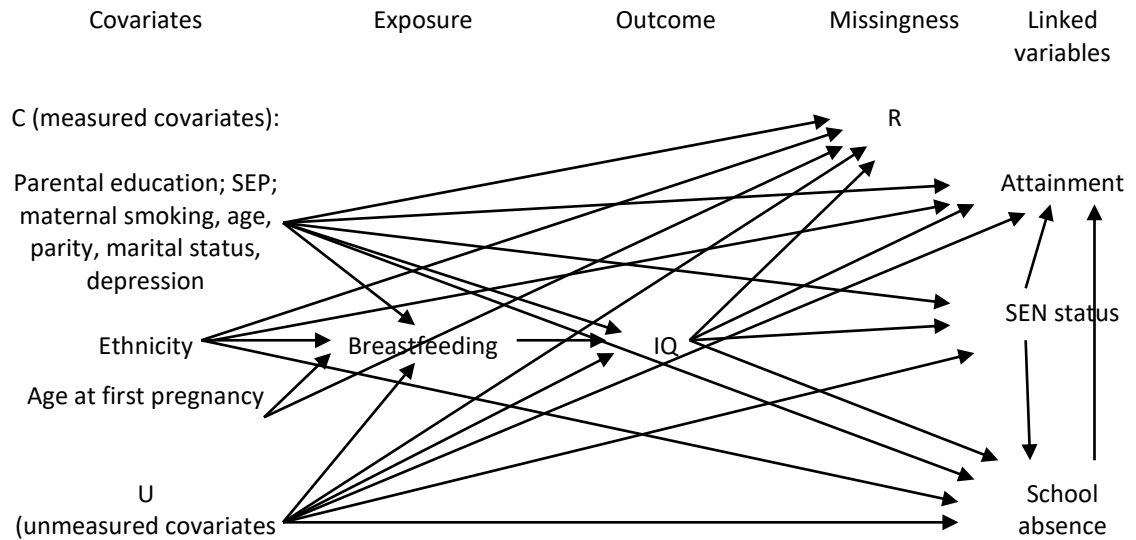 Covariates
Exposure
Outcome
Missingness
Linked
variables
C (measured covariates):
R
Parental education; SEP;
maternal smoking, age,
parity, marital status,
depression
Attainment
SEN status
Ethnicity
Breastfeeding
IQ
Age at first pregnancy
U
(unmeasured covariates
School
absence